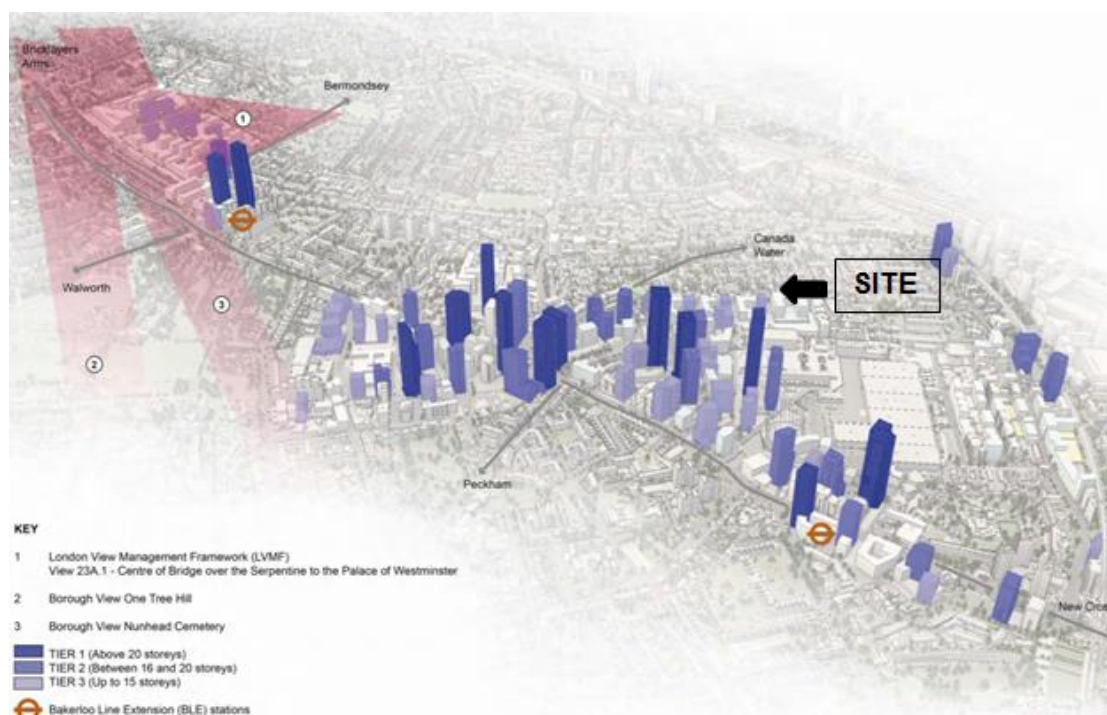 Bricklayers
Arms
Bermondsey
1
Canada
Water
SITE
Walworth
3
2
Peckham
New Cros
KEY
1 London View Management Framework (LVMF)
View 23A.1 - Centre of Bridge over the Serpentine to the Palace of Westminster
2 Borough View One Tree Hill
3 Borough View Nunhead Cemetery
TIER 1 (Above 20 storeys)
TIER 2 (Between 16 and 20 storeys)
TIER 3 (Up to 15 storeys)
Bakerloo Line Extension (BLE) stations